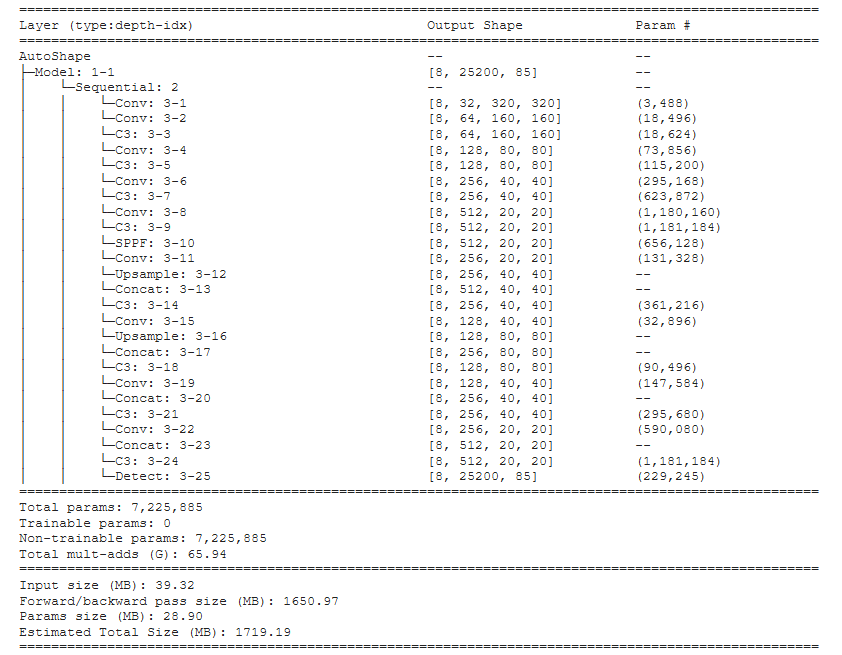 ==========================================================================================
Layer (type:depth-idx) Output Shape Param #
==========================================================================================
AutoShape -- --
├─Model: 1-1 [8, 25200, 85] --
│ └─Sequential: 2 -- --
│ │ └─Conv: 3-1 [8, 32, 320, 320] (3,488)
│ │ └─Conv: 3-2 [8, 64, 160, 160] (18,496)
│ │ └─C3: 3-3 [8, 64, 160, 160] (18,624)
│ │ └─Conv: 3-4 [8, 128, 80, 80] (73,856)
│ │ └─C3: 3-5 [8, 128, 80, 80] (115,200)
│ │ └─Conv: 3-6 [8, 256, 40, 40] (295,168)
│ │ └─C3: 3-7 [8, 256, 40, 40] (623,872)
│ │ └─Conv: 3-8 [8, 512, 20, 20] (1,180,160)
│ │ └─C3: 3-9 [8, 512, 20, 20] (1,181,184)
│ │ └─SPPF: 3-10 [8, 512, 20, 20] (656,128)
│ │ └─Conv: 3-11 [8, 256, 20, 20] (131,328)
│ │ └─Upsample: 3-12 [8, 256, 40, 40] --
│ │ └─Concat: 3-13 [8, 512, 40, 40] --
│ │ └─C3: 3-14 [8, 256, 40, 40] (361,216)
│ │ └─Conv: 3-15 [8, 128, 40, 40] (32,896)
│ │ └─Upsample: 3-16 [8, 128, 80, 80] --
│ │ └─Concat: 3-17 [8, 256, 80, 80] --
│ │ └─C3: 3-18 [8, 128, 80, 80] (90,496)
│ │ └─Conv: 3-19 [8, 128, 40, 40] (147,584)
│ │ └─Concat: 3-20 [8, 256, 40, 40] --
│ │ └─C3: 3-21 [8, 256, 40, 40] (295,680)
│ │ └─Conv: 3-22 [8, 256, 20, 20] (590,080)
│ │ └─Concat: 3-23 [8, 512, 20, 20] --
│ │ └─C3: 3-24 [8, 512, 20, 20] (1,181,184)
│ │ └─Detect: 3-25 [8, 25200, 85] (229,245)
==========================================================================================
Total params: 7,225,885
Trainable params: 0
Non-trainable params: 7,225,885
Total mult-adds (G): 65.94
==========================================================================================
Input size (MB): 39.32
Forward/backward pass size (MB): 1650.97
Params size (MB): 28.90
Estimated Total Size (MB): 1719.19
==========================================================================================